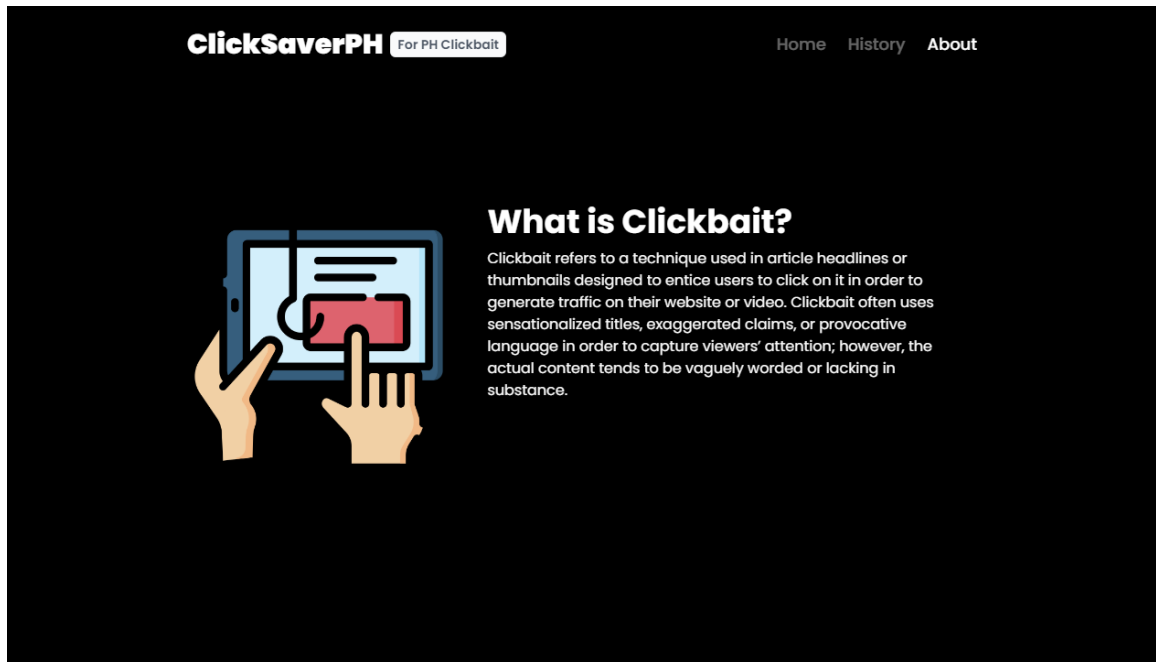 ClickSaverPH For PH Clickbait Home History About
What is Clickbait?
Clickbait refers to a technique used in article headlines or
thumbnails designed to entice users to click on it in order to
generate traffic on their website or video. Clickbait often uses
sensationalized titles, exaggerated claims, or provocative
language in order to capture viewers’ attention; however, the
actual content tends to be vaguely worded or lacking in
substance.